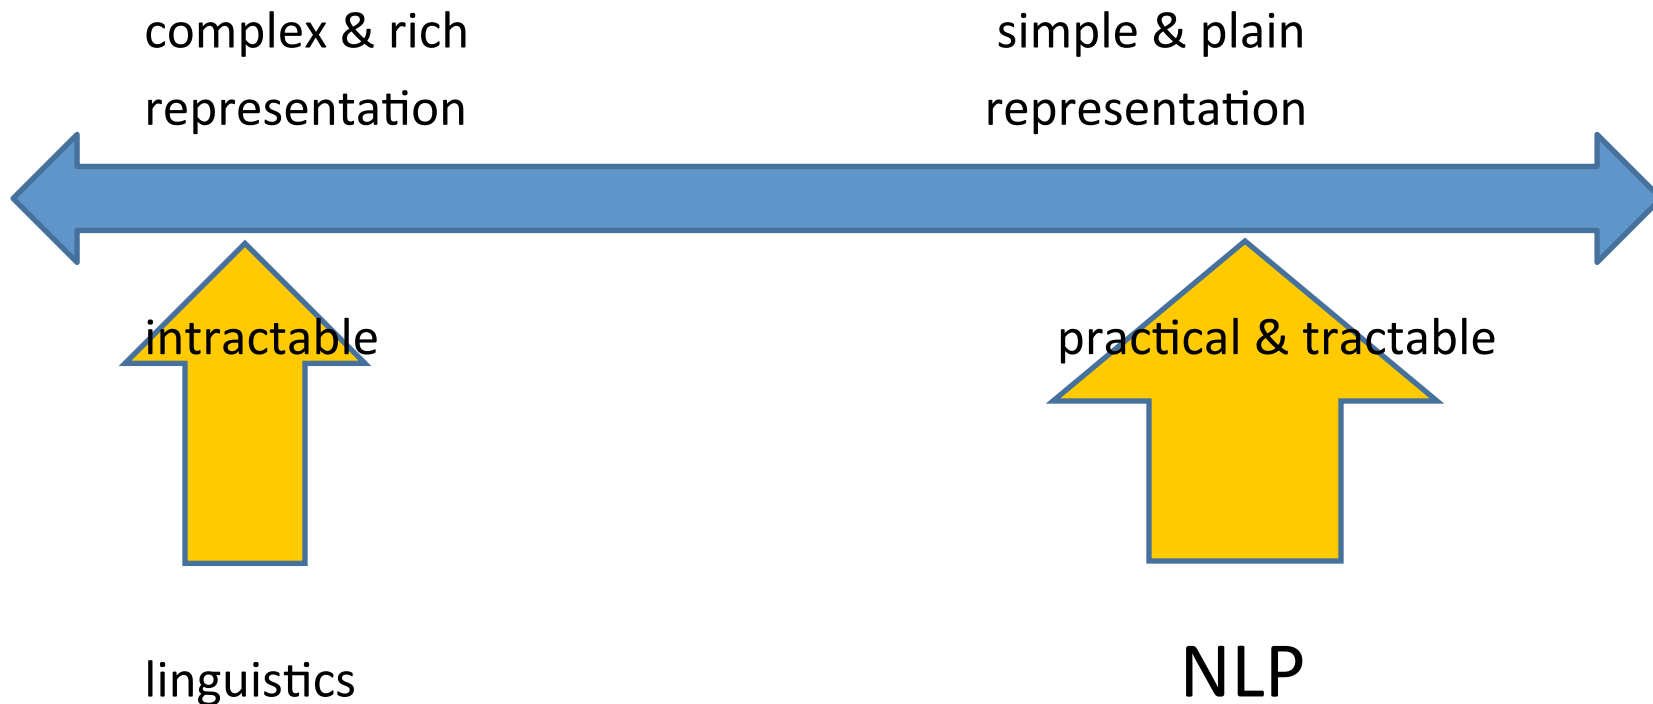 complex & rich
representation
simple & plain
representation
intractable
practical & tractable
linguistics
NLP